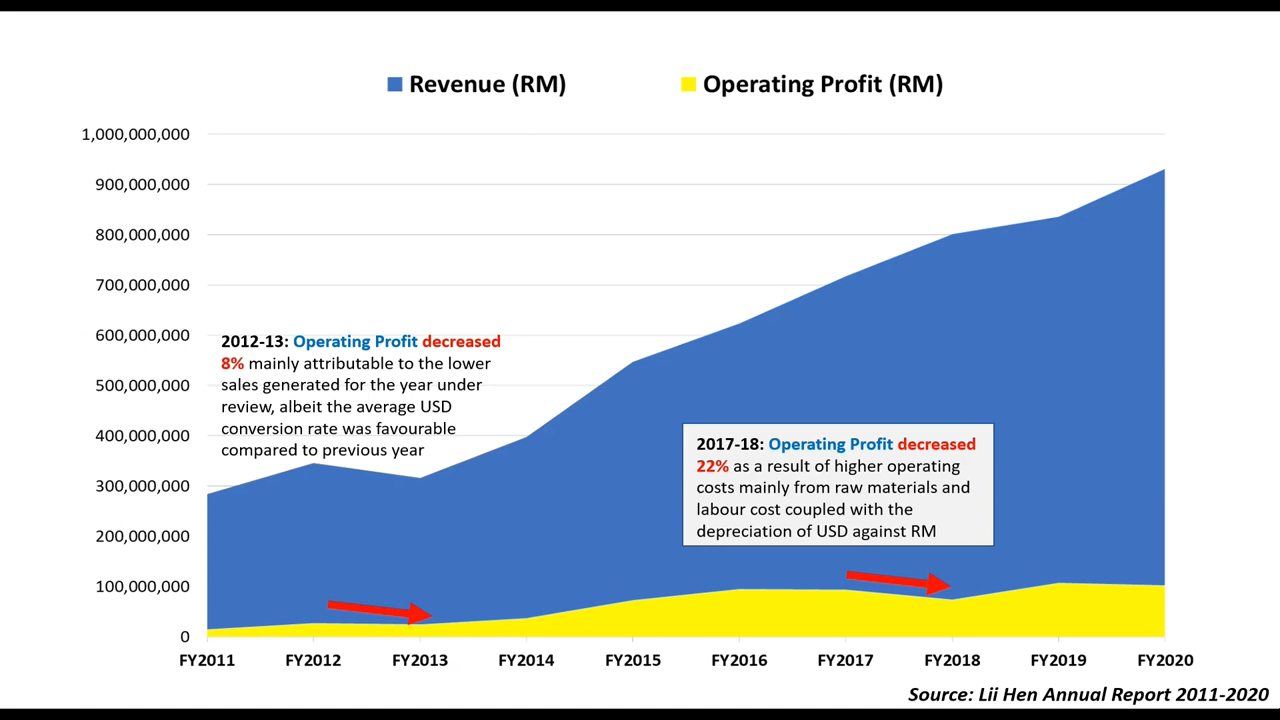 Revenue (RM)
Operating Profit (RM)
1,000,000,000
900,000,000
800,000,000
700,000,000
600,000,000
500,000,000
400,000,000
300,000,000
200,000,000
100,000,000
0
2012-13: Operating Profit decreased
8% mainly attributable to the lower
sales generated for the year under
review, albeit the average USD
conversion rate was favourable
compared to previous year
2017-18: Operating Profit decreased
22% as a result of higher operating
costs mainly from raw materials and
labour cost coupled with the
depreciation of USD against RM
FY2011 FY2012 FY2013 FY2014 FY2015 FY2016 FY2017 FY2018 FY2019 FY2020
Source: Lii Hen Annual Report 2011-2020